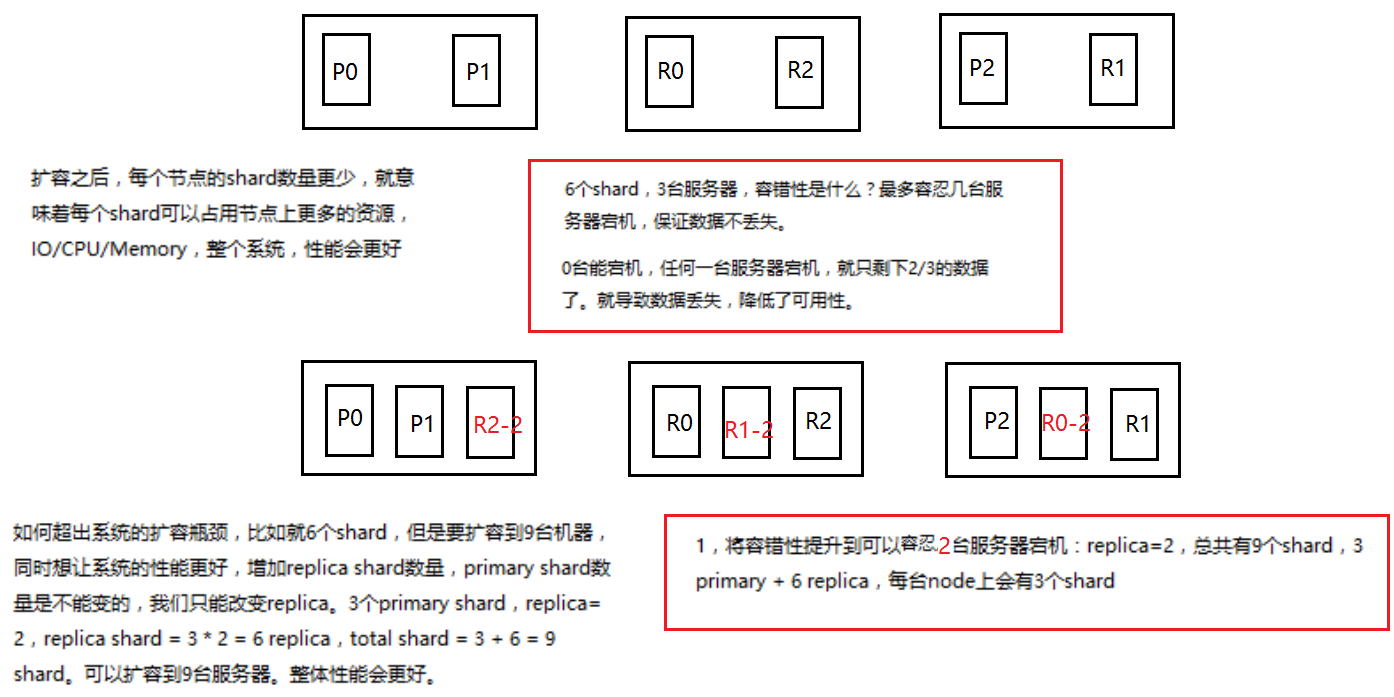 P0 P1 R0 R2 P2 R1
扩容之后，每个节点的shard数量更少，就意
味着每个shard可以占用节点上更多的资源，
IO/CPU/Memory，整个系统，性能会更好
6个shard，3台服务器，容错性是什么？最多容忍几台服
务器宕机，保证数据不丢失。
0台能宕机，任何一台服务器宕机，就只剩下2/3的数据
了。就导致数据丢失，降低了可用性。
P0 P1 R2-2 R0 R1-2 R2 P2 R0-2 R1
如何超出系统的扩容瓶颈，比如就6个shard，但是要扩容到9台机器，
同时想让系统的性能更好，增加replica shard数量，primary shard数
量是不能变的，我们只能改变replica。3个primary shard，replica=
2，replica shard = 3 * 2 = 6 replica，total shard = 3 + 6 = 9
shard。可以扩容到9台服务器。整体性能会更好。
1，将容错性提升到可以容忍2台服务器宕机：replica=2，总共有9个shard，3
primary + 6 replica，每台node上会有3个shard